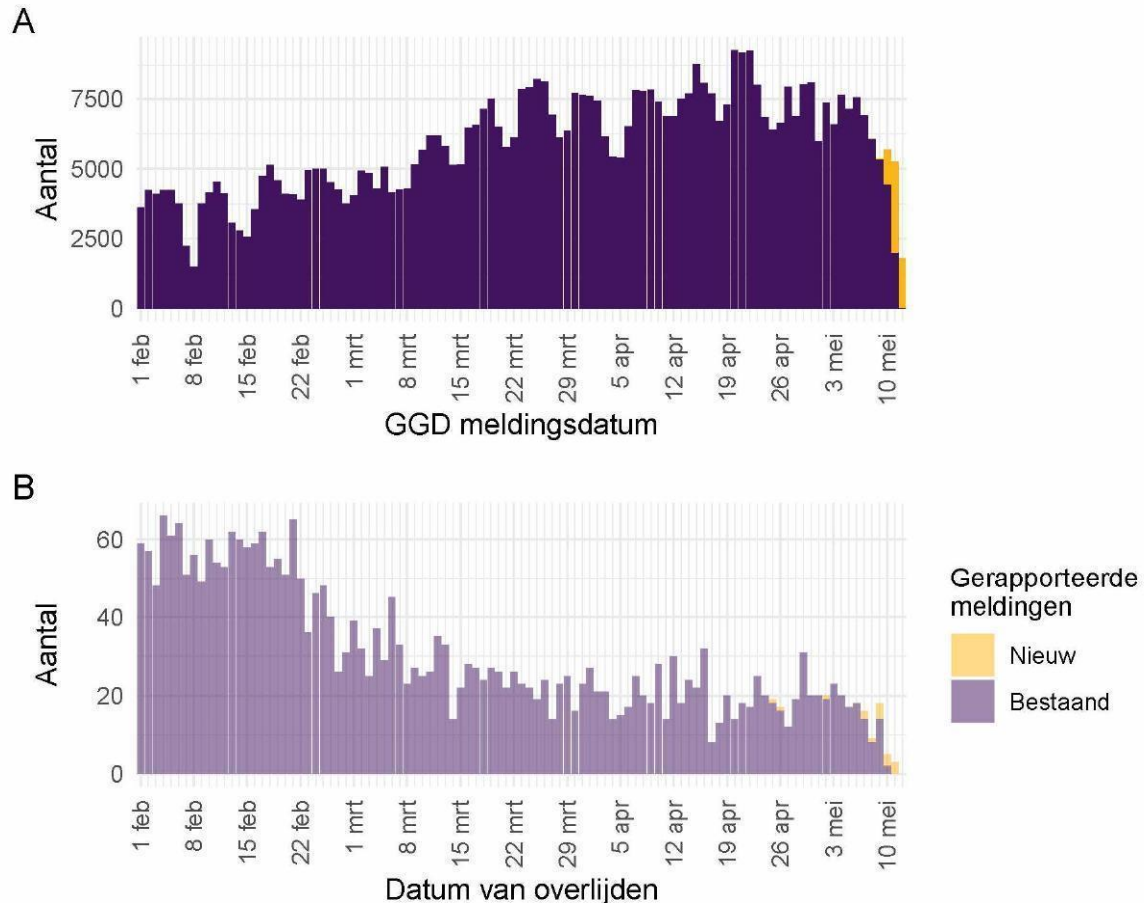 A
Aantal
7500
5000
2500
0
1 feb
8 feb
15 feb
22 feb
1 mrt
8 mrt
15 mrt
22 mrt
29 mrt
5 apr
12 apr
19 apr
26 apr
3 mei
10 mei
GGD meldingsdatum
B
Aantal
60
40
20
0
1 feb
8 feb
15 feb
22 feb
1 mrt
8 mrt
15 mrt
22 mrt
29 mrt
5 apr
12 apr
19 apr
26 apr
3 mei
10 mei
Datum van overlijden
Gerapporteerde
meldingen
Nieuw
Bestaand